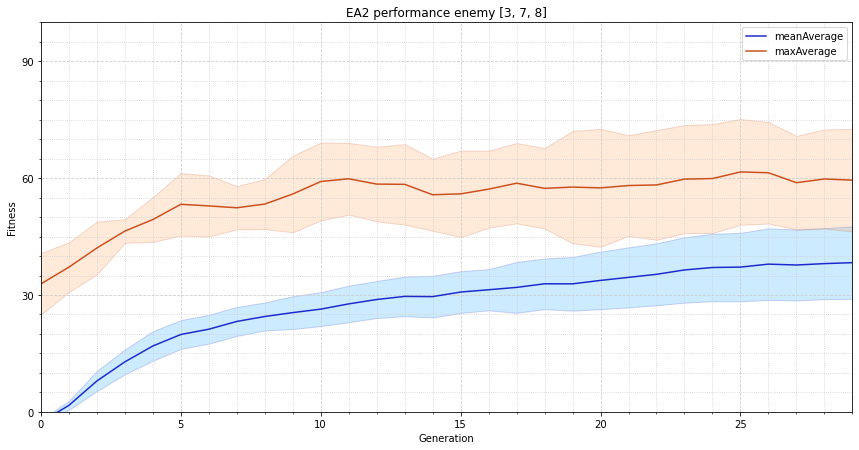 EA2 performance enemy [3, 7, 8]
meanAverage
maxAverage
90
60
30
0
Fitness
0 5 10 15 20 25
Generation